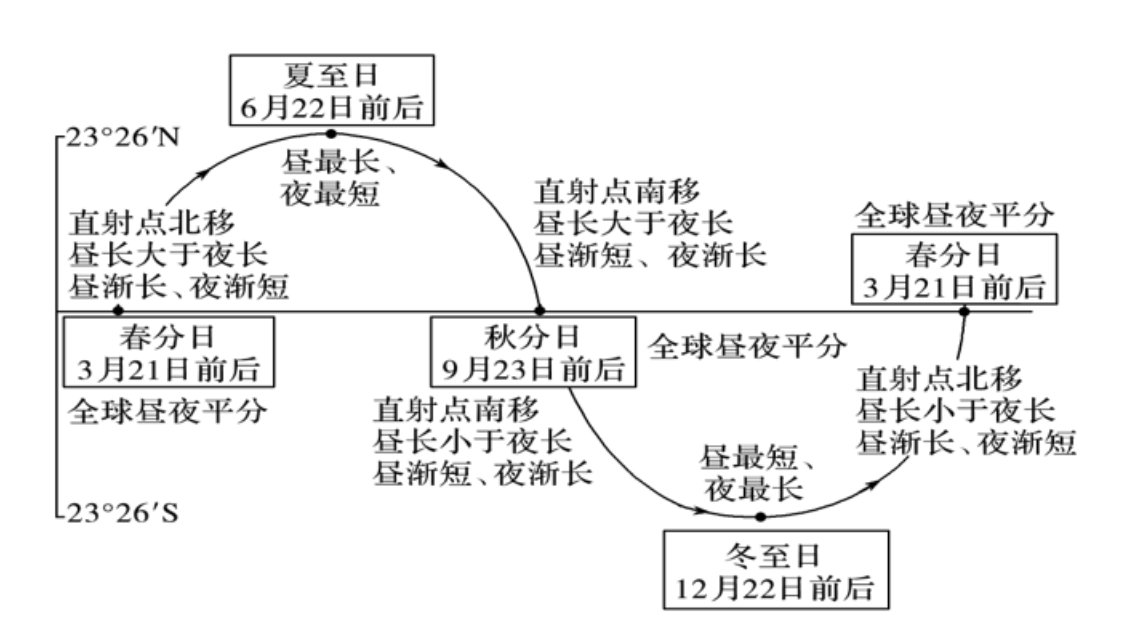 夏至日
6月22日前后
23°26′N
昼最长、
夜最短
直射点北移
昼长大于夜长
昼渐长、夜渐短
直射点南移
昼长大于夜长
昼渐短、夜渐长
全球昼夜平分
春分日
3月21日前后
春分日
3月21日前后
全球昼夜平分
秋分日
9月23日前后
全球昼夜平分
直射点南移
昼长小于夜长
昼渐短、夜渐长
直射点北移
昼长小于夜长
昼渐长、夜渐短
昼最短、
夜最长
23°26′S
冬至日
12月22日前后